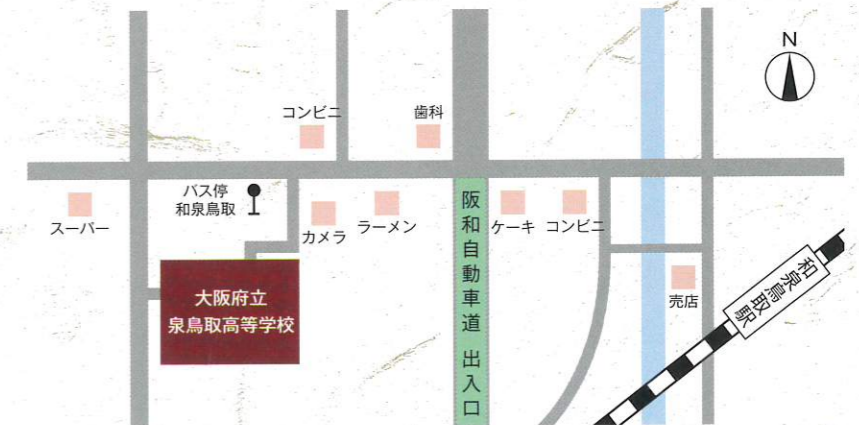 N
コンビニ
歯科
バス停
和泉鳥取
スーパー
カメラ
ラーメン
阪和自動車道 出入口
ケーキ
コンビニ
大阪府立
泉鳥取高等学校
売店
和泉鳥取駅